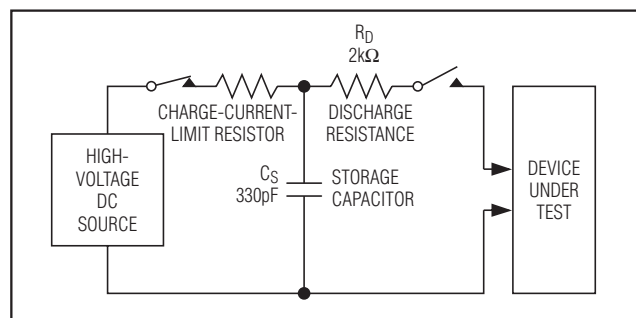 R_D
2kΩ
CHARGE-CURRENT-
LIMIT RESISTOR
DISCHARGE
RESISTANCE
HIGH-
VOLTAGE
DC
SOURCE
C_S
330pF
STORAGE
CAPACITOR
DEVICE
UNDER
TEST